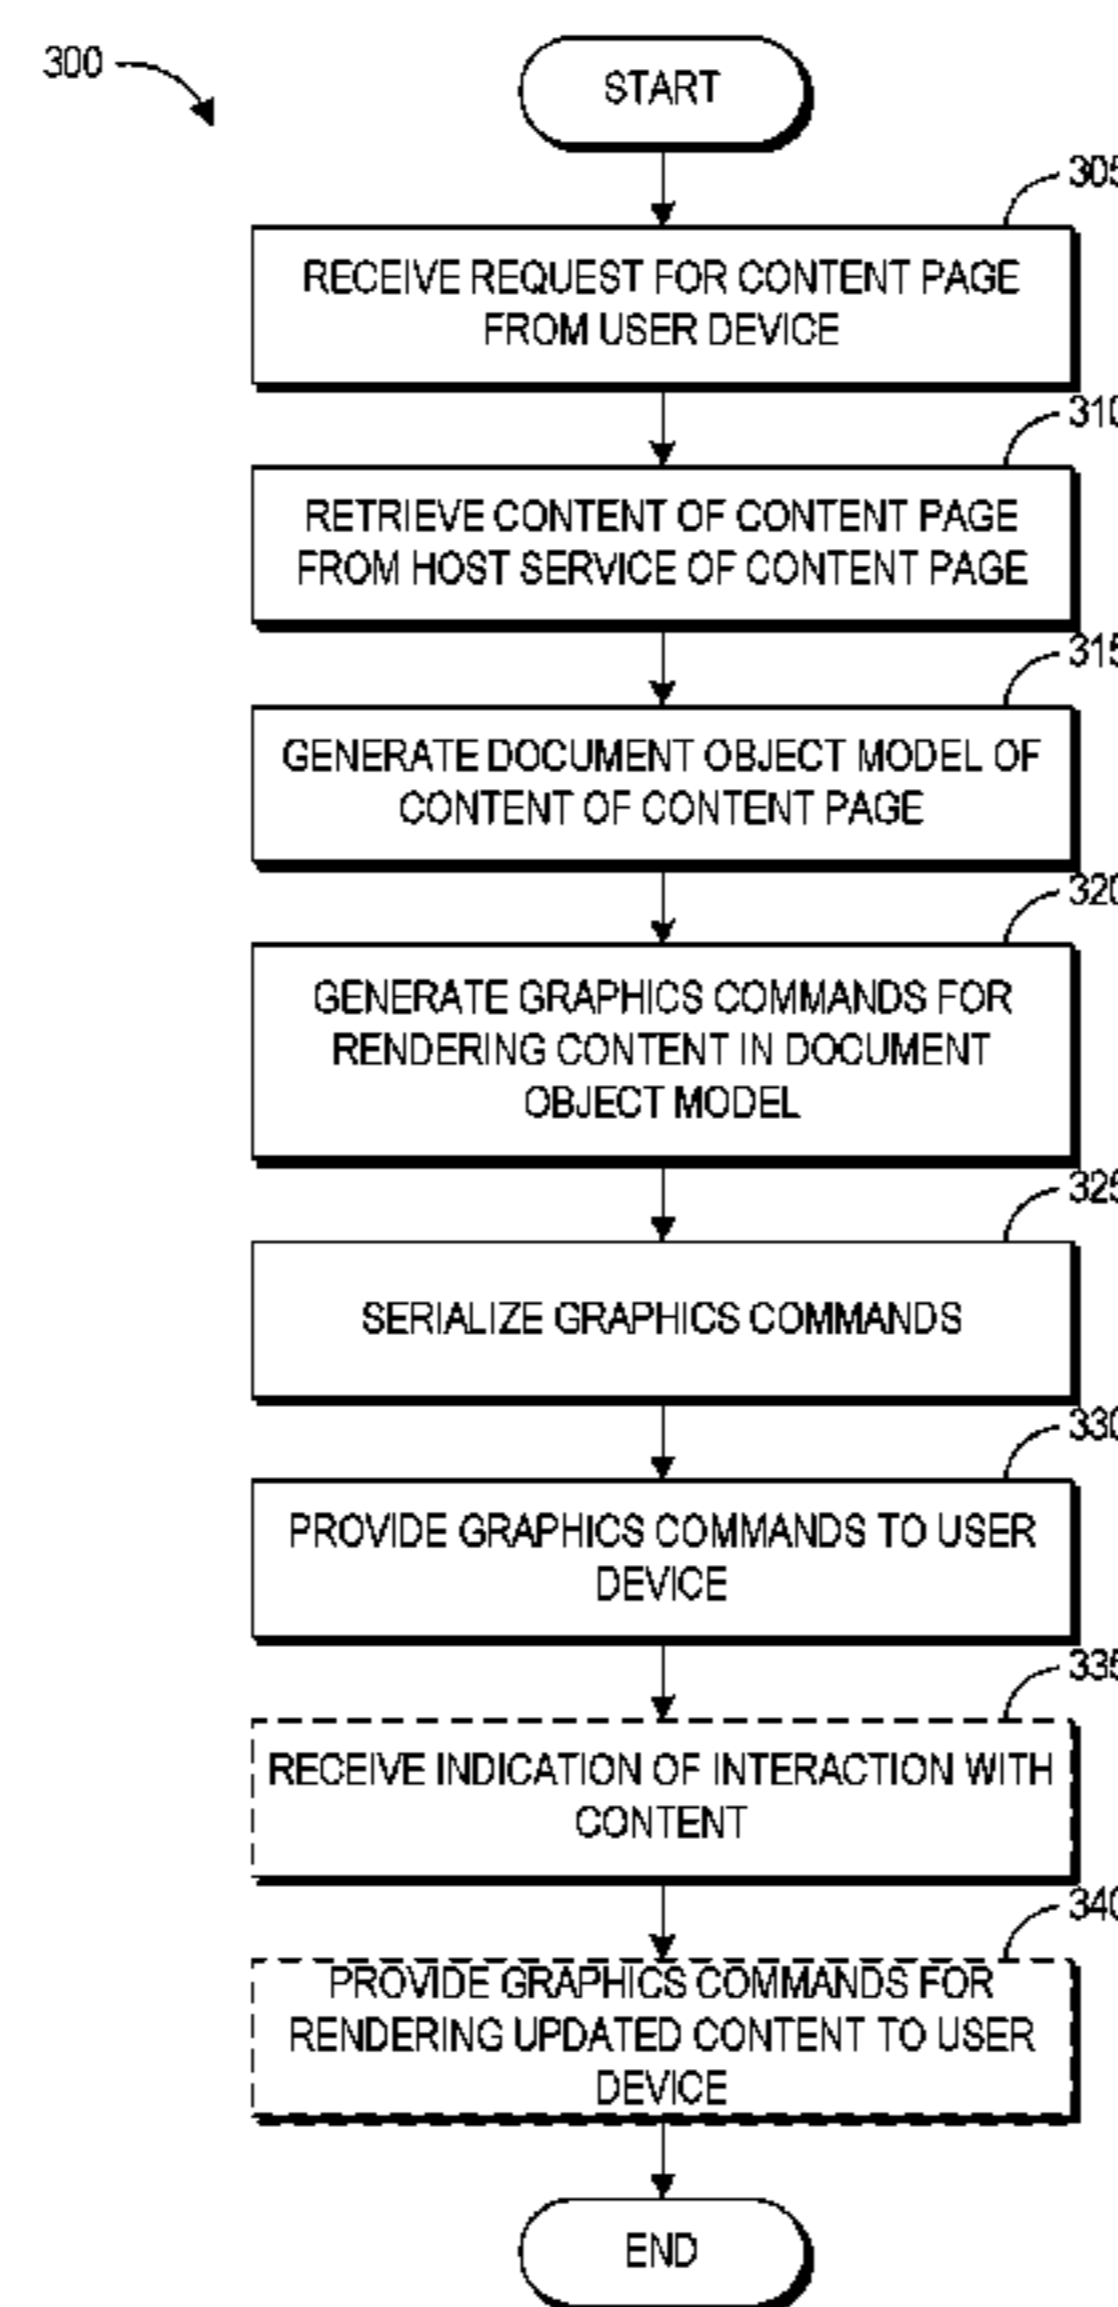 300
START
305
RECEIVE REQUEST FOR CONTENT PAGE
FROM USER DEVICE
310
RETRIEVE CONTENT OF CONTENT PAGE
FROM HOST SERVICE OF CONTENT PAGE
315
GENERATE DOCUMENT OBJECT MODEL OF
CONTENT OF CONTENT PAGE
320
GENERATE GRAPHICS COMMANDS FOR
RENDERING CONTENT IN DOCUMENT
OBJECT MODEL
325
SERIALIZE GRAPHICS COMMANDS
330
PROVIDE GRAPHICS COMMANDS TO USER
DEVICE
335
RECEIVE INDICATION OF INTERACTION WITH
CONTENT
340
PROVIDE GRAPHICS COMMANDS FOR
RENDERING UPDATED CONTENT TO USER
DEVICE
END